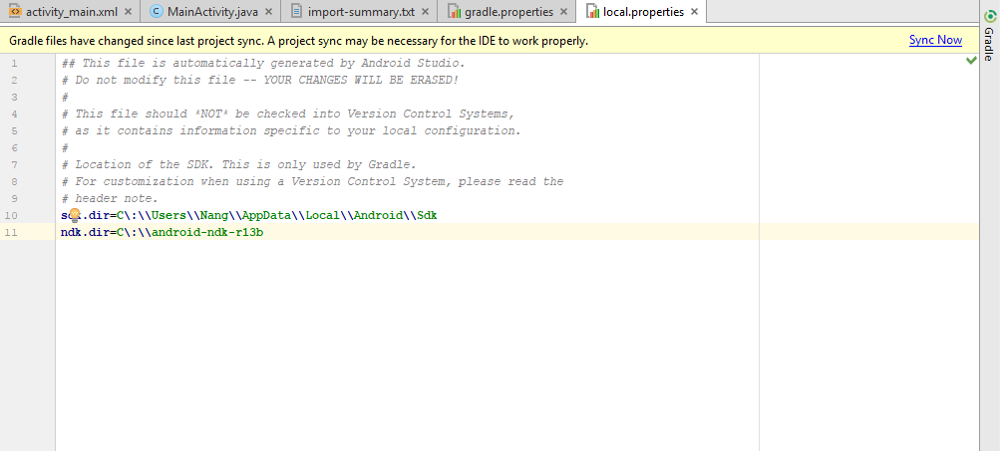 activity_main.xml MainActivity.java import-summary.txt gradle.properties local.properties
Gradle files have changed since last project sync. A project sync may be necessary for the IDE to work properly. Sync Now
Gradle
1 ## This file is automatically generated by Android Studio.
2 # Do not modify this file -- YOUR CHANGES WILL BE ERASED!
3 #
4 # This file should *NOT* be checked into Version Control Systems,
5 # as it contains information specific to your local configuration.
6 #
7 # Location of the SDK. This is only used by Gradle.
8 # For customization when using a Version Control System, please read the
9 # header note.
10 sdk.dir=C\:\\Users\\Nang\\AppData\\Local\\Android\\Sdk
11 ndk.dir=C\:\\android-ndk-r13b